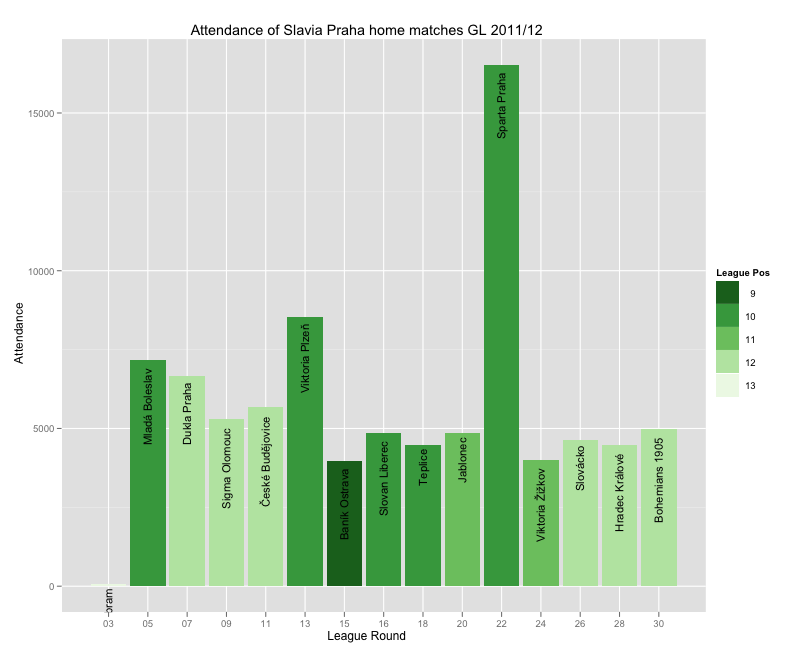 Attendance of Slavia Praha home matches GL 2011/12
Attendance
15000
10000
5000
0
Mladá Boleslav
Dukla Praha
Sigma Olomouc
České Budějovice
Viktoria Plzeň
Baník Ostrava
Slovan Liberec
Teplice
Jablonec
Sparta Praha
Viktoria Žižkov
Slovácko
Hradec Králové
Bohemians 1905
03 05 07 09 11 13 15 16 18 20 22 24 26 28 30
League Round
League Pos
9
10
11
12
13